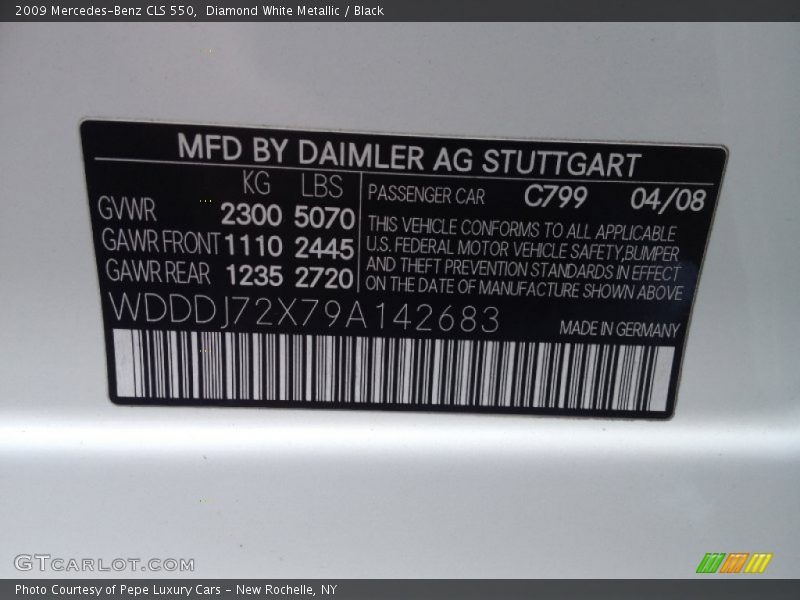 2009 Mercedes-Benz CLS 550, Diamond White Metallic / Black
MFD BY DAIMLER AG STUTTGART
KG LBS
GVWR 2300 5070
GAWR FRONT 1110 2445
GAWR REAR 1235 2720
PASSENGER CAR C799 04/08
THIS VEHICLE CONFORMS TO ALL APPLICABLE
U.S. FEDERAL MOTOR VEHICLE SAFETY,BUMPER
AND THEFT PREVENTION STANDARDS IN EFFECT
ON THE DATE OF MANUFACTURE SHOWN ABOVE
WDDDJ72X79A142683
MADE IN GERMANY
GTCARLOT.COM
Photo Courtesy of Pepe Luxury Cars - New Rochelle, NY